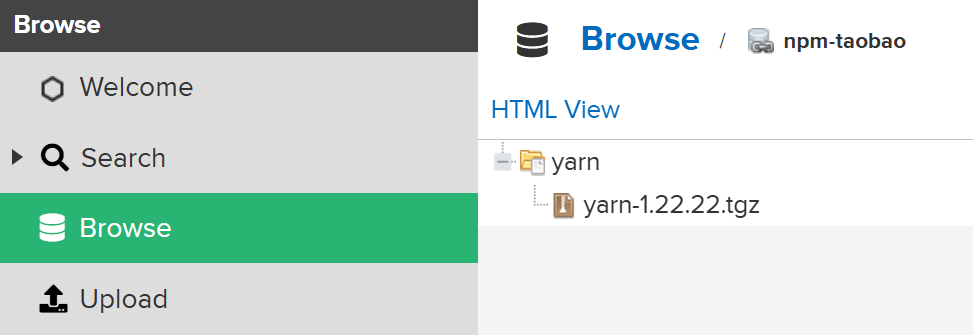 Browse
Welcome
Search
Browse
Upload
Browse / npm-taobao
HTML View
yarn
yarn-1.22.22.tgz